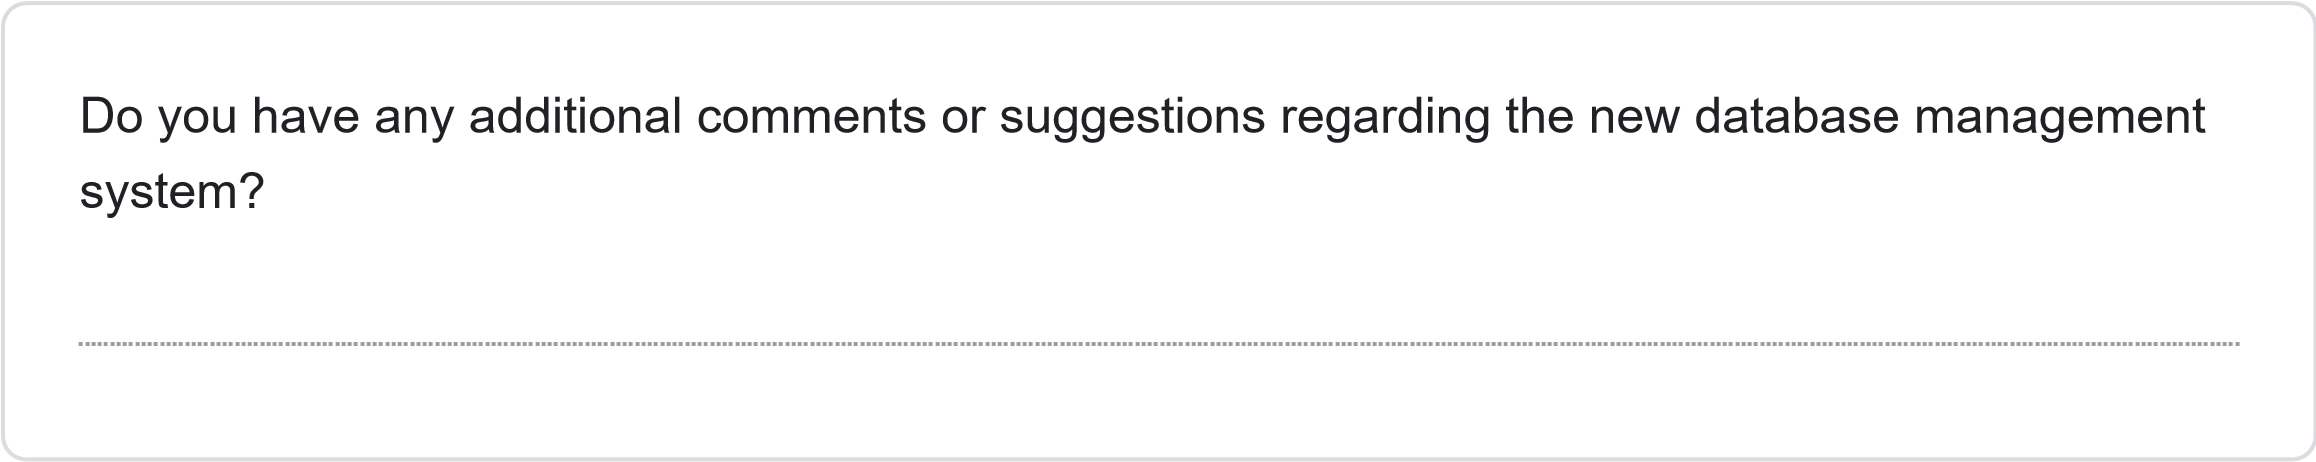 Do you have any additional comments or suggestions regarding the new database management
system?